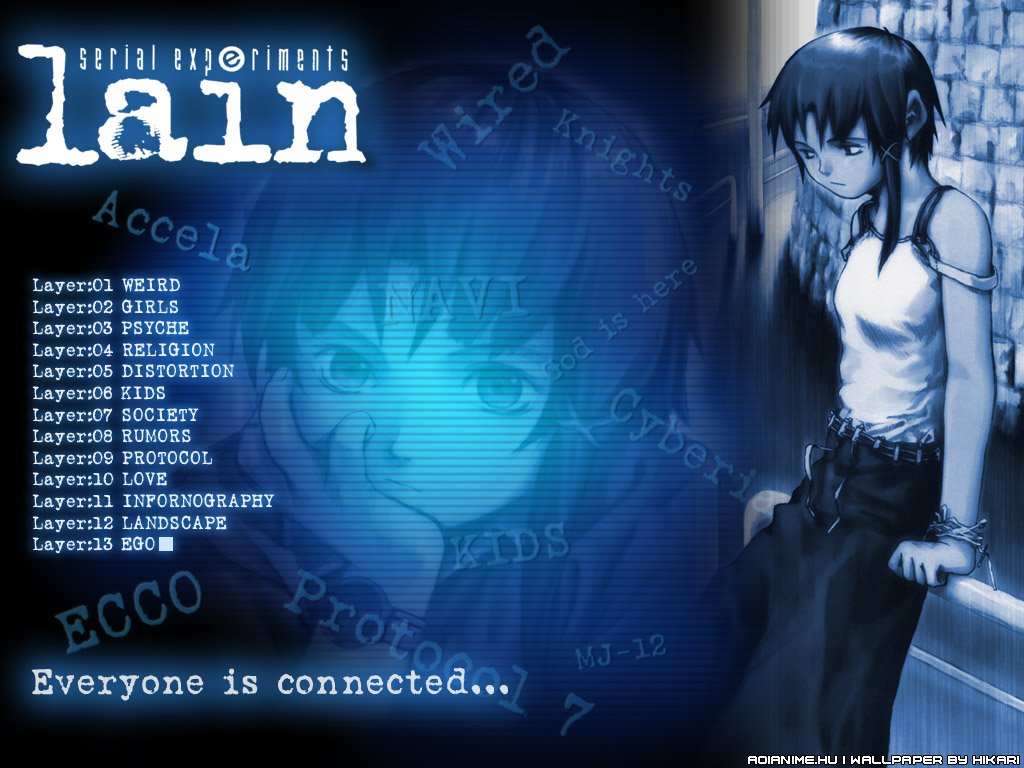 serial experiments
lain
Wired
Knights
Accela
NAVI
God is here
Cyberi
Layer:01 WEIRD
Layer:02 GIRLS
Layer:03 PSYCHE
Layer:04 RELIGION
Layer:05 DISTORTION
Layer:06 KIDS
Layer:07 SOCIETY
Layer:08 RUMORS
Layer:09 PROTOCOL
Layer:10 LOVE
Layer:11 INFORNOGRAPHY
Layer:12 LANDSCAPE
Layer:13 EGO
KIDS
ECCO
Protocol 7
MJ-12
Everyone is connected...
AOIANIME.HU | WALLPAPER BY HIKARI